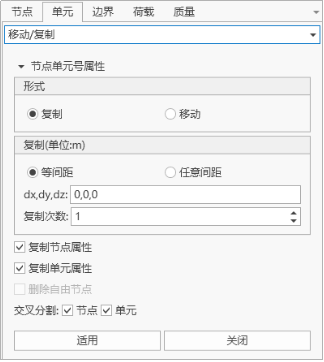 节点 单元 边界 荷载 质量
移动/复制
节点单元号属性
形式
复制 移动
复制(单位:m)
等间距 任意间距
dx,dy,dz: 0,0,0
复制次数: 1
复制节点属性
复制单元属性
删除自由节点
交叉分割: 节点 单元
适用 关闭